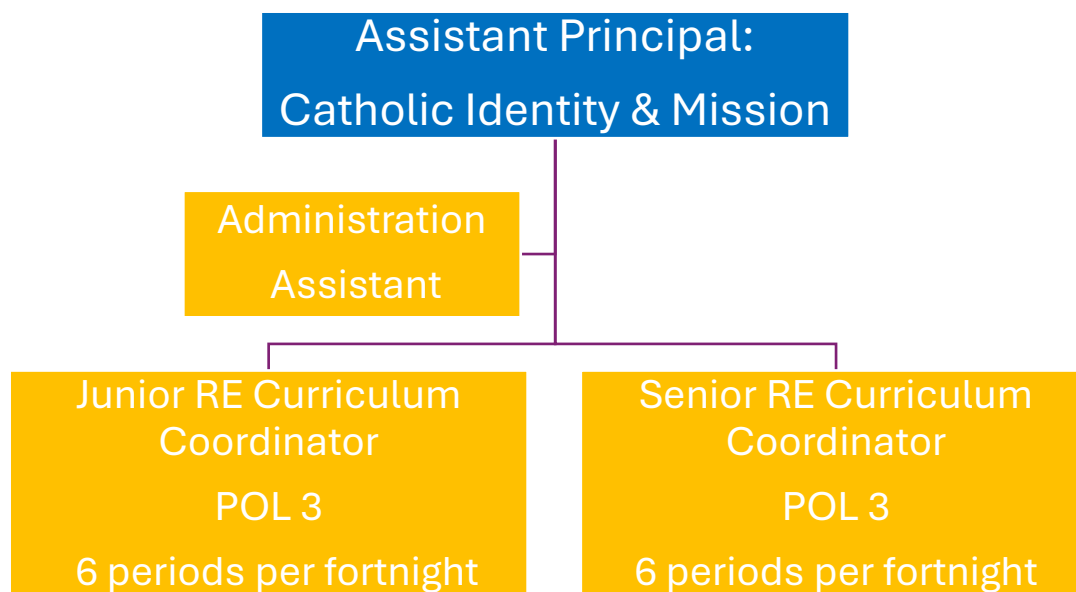 Assistant Principal:
Catholic Identity & Mission
Administration
Assistant
Junior RE Curriculum
Coordinator
POL 3
6 periods per fortnight
Senior RE Curriculum
Coordinator
POL 3
6 periods per fortnight